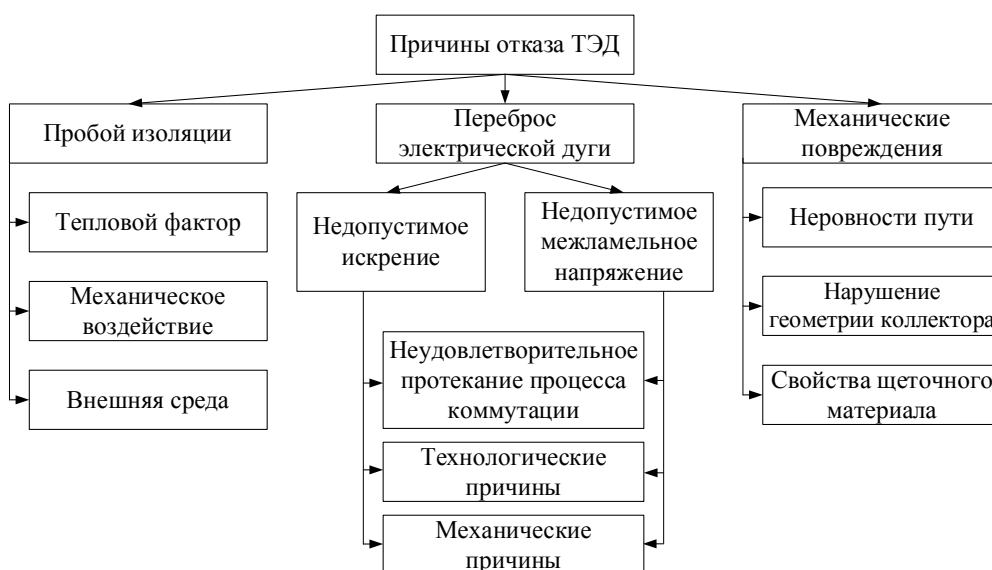 Причины отказа ТЭД
Пробой изоляции
Тепловой фактор
Механическое
воздействие
Внешняя среда
Переброс
электрической дуги
Недопустимое
искрение
Недопустимое
межламельное
напряжение
Неудовлетворительное
протекание процесса
коммутации
Технологические
причины
Механические
причины
Механические
повреждения
Неровности пути
Нарушение
геометрии коллектора
Свойства щеточного
материала